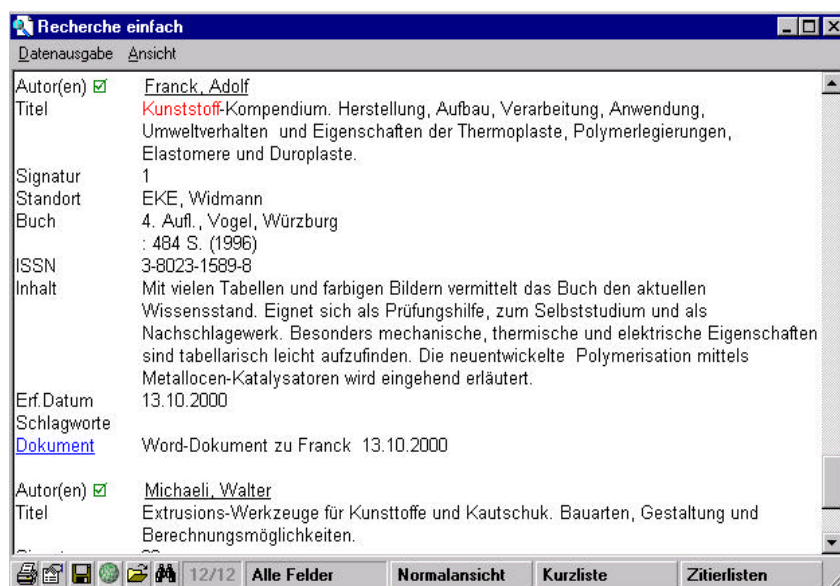 Recherche einfach
Datenausgabe Ansicht
Autor(en) Franck, Adolf
Titel Kunststoff-Kompendium. Herstellung, Aufbau, Verarbeitung, Anwendung,
Umweltverhalten und Eigenschaften der Thermoplaste, Polymerlegierungen,
Elastomere und Duroplaste.
Signatur 1
Standort EKE, Widmann
Buch 4. Aufl., Vogel, Würzburg
: 484 S. (1996)
ISSN 3-8023-1589-8
Inhalt Mit vielen Tabellen und farbigen Bildern vermittelt das Buch den aktuellen
Wissensstand. Eignet sich als Prüfungshilfe, zum Selbststudium und als
Nachschlagewerk. Besonders mechanische, thermische und elektrische Eigenschaften
sind tabellarisch leicht aufzufinden. Die neuentwickelte Polymerisation mittels
Metallocen-Katalysatoren wird eingehend erläutert.
Erf.Datum 13.10.2000
Schlagworte
Dokument Word-Dokument zu Franck 13.10.2000
Autor(en) Michaeli, Walter
Titel Extrusions-Werkzeuge für Kunsttoffe und Kautschuk. Bauarten, Gestaltung und
Berechnungsmöglichkeiten.
12/12 Alle Felder Normalansicht Kurzliste Zitierlisten